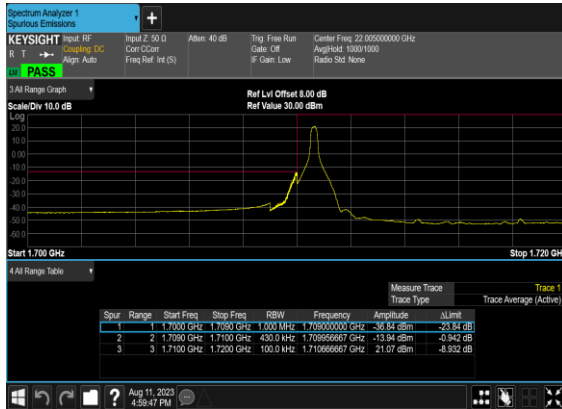 Spectrum Analyzer 1
Spurious Emissions
KEYSIGHT Input: RF
R T Coupling: DC
Align: Auto
LXI PASS
Input Z: 50 Ω
Corr CCorr
Freq Ref: Int (S)
Atten: 40 dB
Trig: Free Run
Gate: Off
IF Gain: Low
Center Freq: 22.005000000 GHz
Avg|Hold: 1000/1000
Radio Std: None
3 All Range Graph
Scale/Div 10.0 dB
Ref Lvl Offset 8.00 dB
Ref Value 30.00 dBm
Log
20.0
10.0
0.00
-10.0
-20.0
-30.0
-40.0
-50.0
-60.0
Start 1.700 GHz
Stop 1.720 GH
4 All Range Table
Measure Trace Trace 1
Trace Type Trace Average (Active)
Spur Range Start Freq Stop Freq RBW Frequency Amplitude ΔLimit
1 1 1.7000 GHz 1.7090 GHz 1.000 MHz 1.709000000 GHz -36.84 dBm -23.84 dB
2 2 1.7090 GHz 1.7100 GHz 430.0 kHz 1.709956667 GHz -13.94 dBm -0.942 dB
3 3 1.7100 GHz 1.7200 GHz 100.0 kHz 1.710666667 GHz 21.07 dBm -8.932 dB
Aug 11, 2023
4:59:47 PM